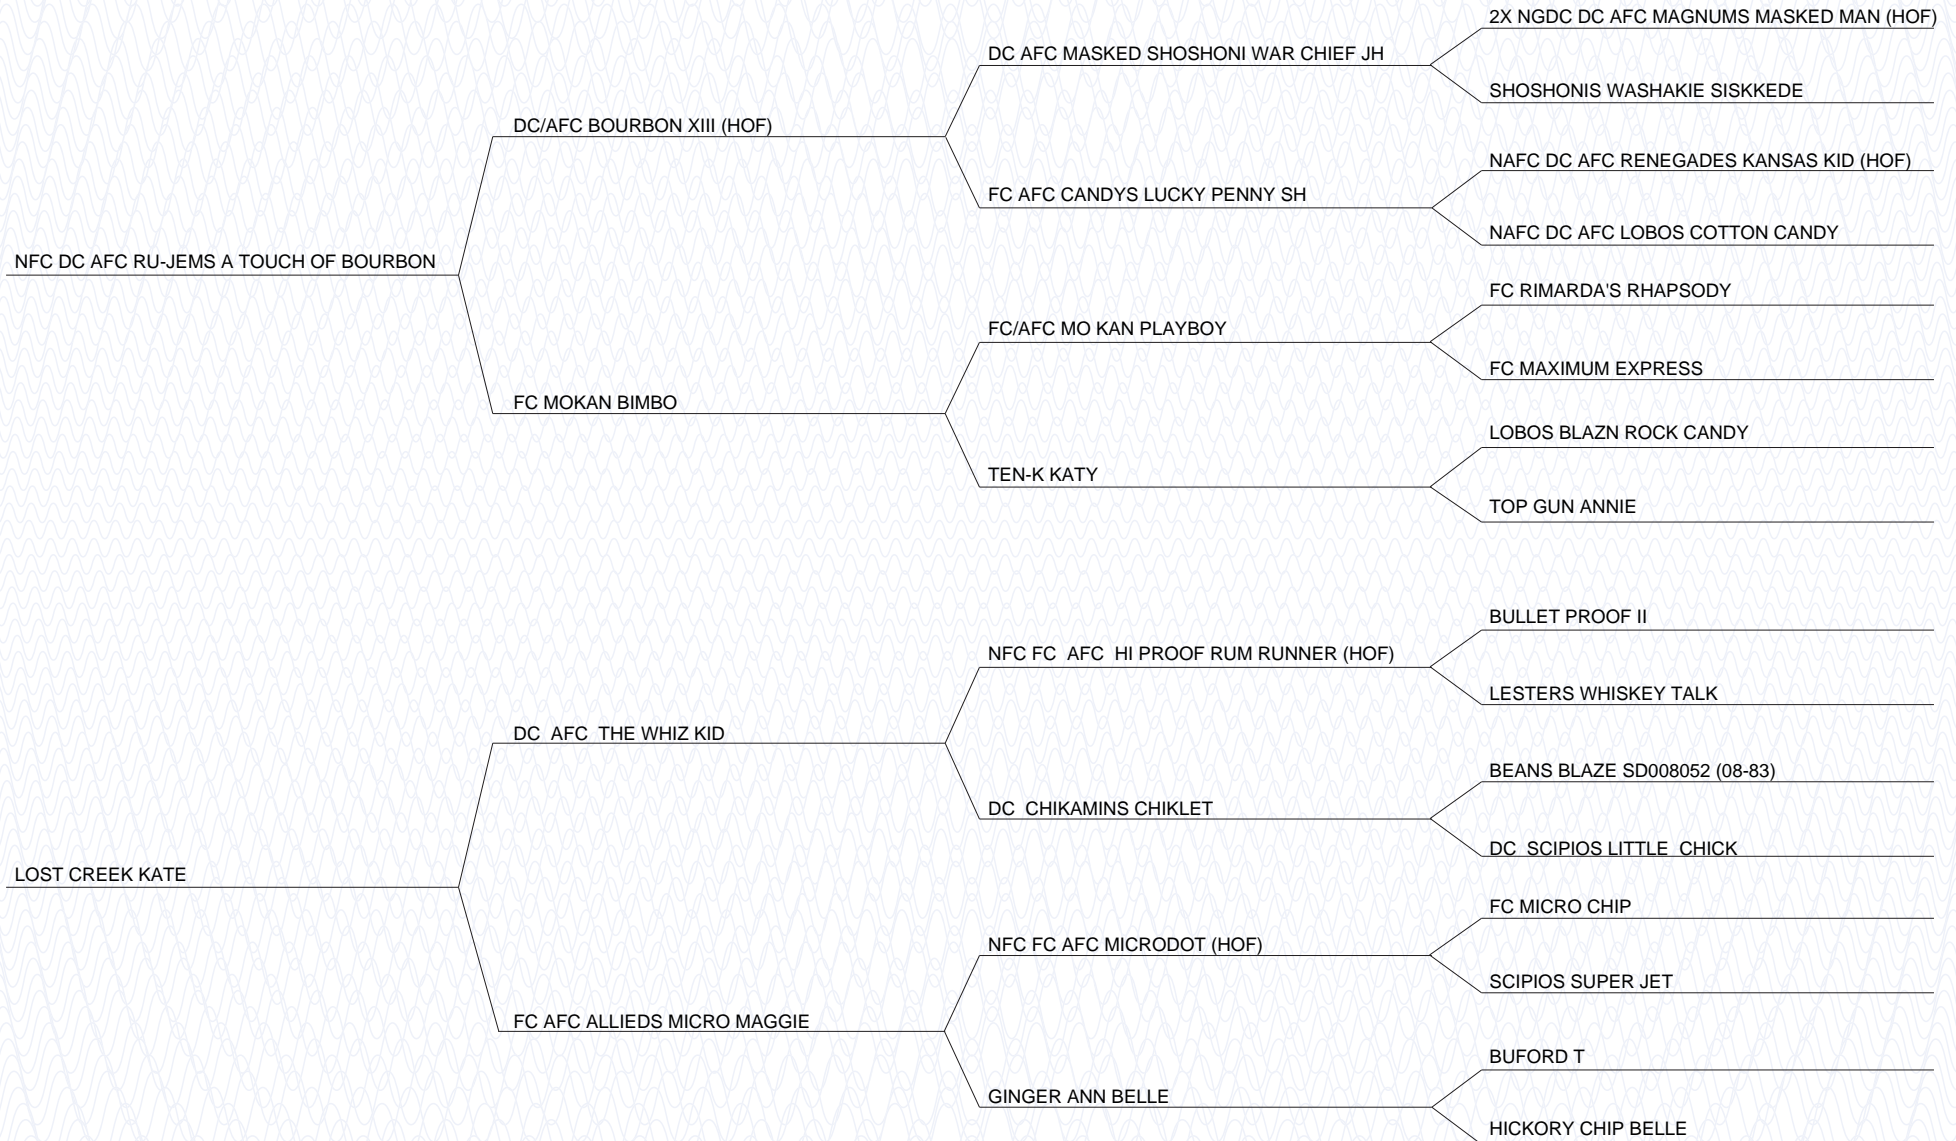 2X NGDC DC AFC MAGNUMS MASKED MAN (HOF)
DC AFC MASKED SHOSHONI WAR CHIEF JH
SHOSHONIS WASHAKIE SISKKEDE
DC/AFC BOURBON XIII (HOF)
NAFC DC AFC RENEGADES KANSAS KID (HOF)
FC AFC CANDYS LUCKY PENNY SH
NAFC DC AFC LOBOS COTTON CANDY
NFC DC AFC RU-JEMS A TOUCH OF BOURBON
FC RIMARDA'S RHAPSODY
FC/AFC MO KAN PLAYBOY
FC MAXIMUM EXPRESS
FC MOKAN BIMBO
LOBOS BLAZN ROCK CANDY
TEN-K KATY
TOP GUN ANNIE
BULLET PROOF II
NFC FC  AFC  HI PROOF RUM RUNNER (HOF)
LESTERS WHISKEY TALK
DC  AFC  THE WHIZ KID
BEANS BLAZE SD008052 (08-83)
DC  CHIKAMINS CHIKLET
DC  SCIPIOS LITTLE  CHICK
LOST CREEK KATE
FC MICRO CHIP
NFC FC AFC MICRODOT (HOF)
SCIPIOS SUPER JET
FC AFC ALLIEDS MICRO MAGGIE
BUFORD T
GINGER ANN BELLE
HICKORY CHIP BELLE